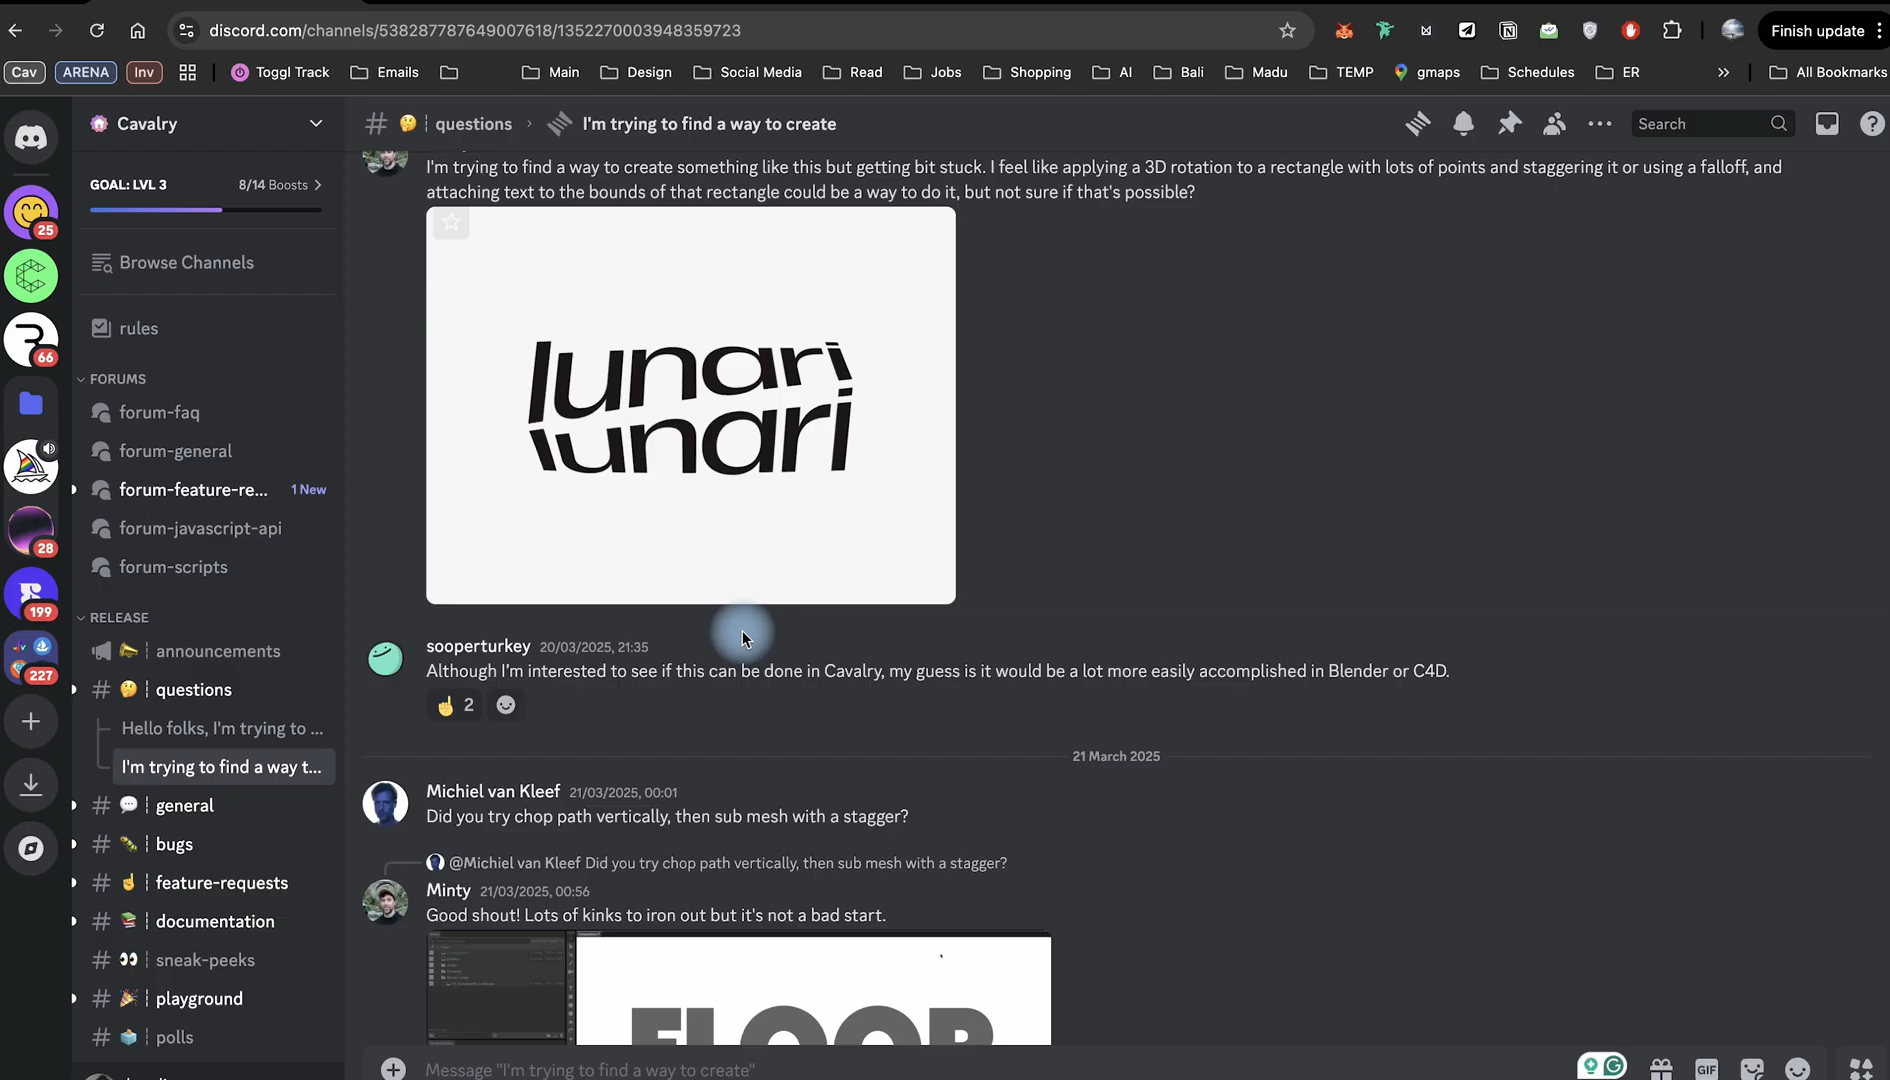 discord.com/channels/538287787649007618/1352270003948359723
Finish update
Cav
ARENA
Inv
Toggl Track
Emails
Main
Design
Social Media
Read
Jobs
Shopping
AI
Bali
Madu
TEMP
gmaps
Schedules
ER
All Bookmarks
Cavalry
questions
I'm trying to find a way to create
Search
GOAL: LVL 3
8/14 Boosts
25
66
28
199
227
Browse Channels
rules
FORUMS
forum-faq
forum-general
forum-feature-re...
1 New
forum-javascript-api
forum-scripts
RELEASE
announcements
questions
Hello folks, I'm trying to ...
I'm trying to find a way t...
general
bugs
feature-requests
documentation
sneak-peeks
playground
polls
I'm trying to find a way to create something like this but getting bit stuck. I feel like applying a 3D rotation to a rectangle with lots of points and staggering it or using a falloff, and
attaching text to the bounds of that rectangle could be a way to do it, but not sure if that's possible?
lunari
lunari
sooperturkey 20/03/2025, 21:35
Although I'm interested to see if this can be done in Cavalry, my guess is it would be a lot more easily accomplished in Blender or C4D.
2
21 March 2025
Michiel van Kleef 21/03/2025, 00:01
Did you try chop path vertically, then sub mesh with a stagger?
@Michiel van Kleef Did you try chop path vertically, then sub mesh with a stagger?
Minty 21/03/2025, 00:56
Good shout! Lots of kinks to iron out but it's not a bad start.
FLOOR
Message "I'm trying to find a way to create"
GIF